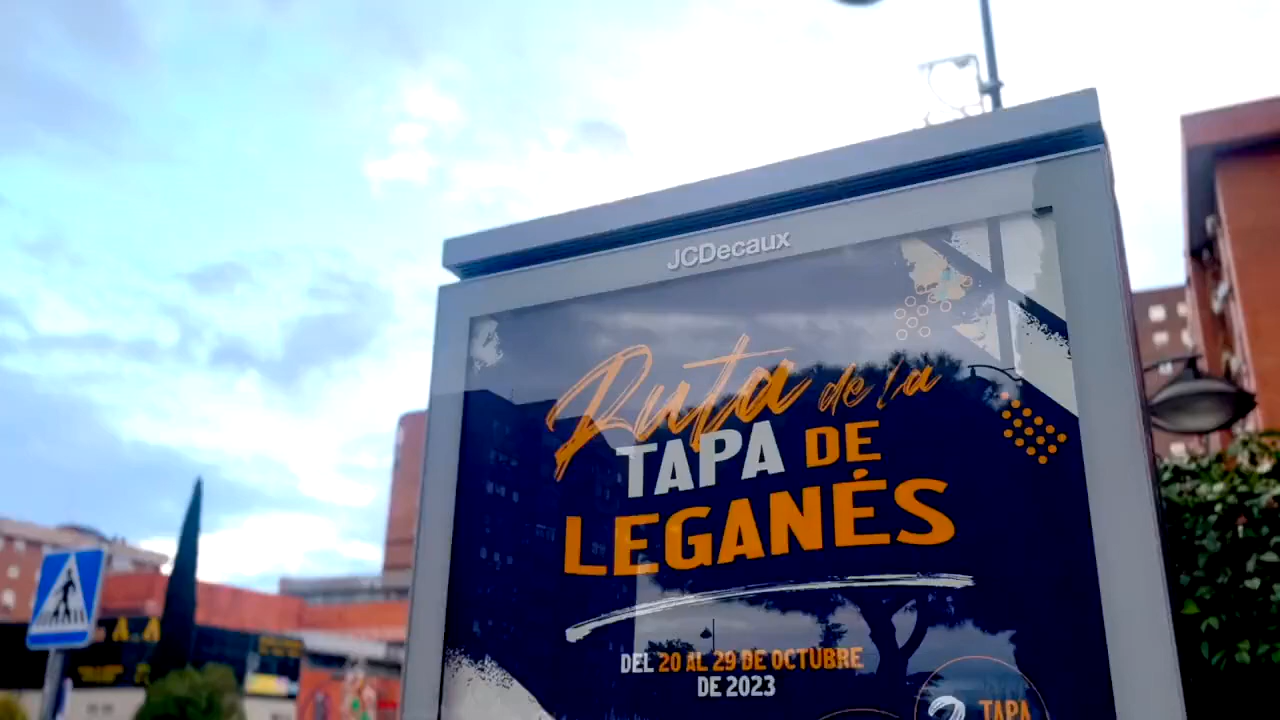 JCDecaux
Ruta de la
TAPA DE
LEGANÉS
DEL 20 AL 29 DE OCTUBRE
DE 2023
TAPA